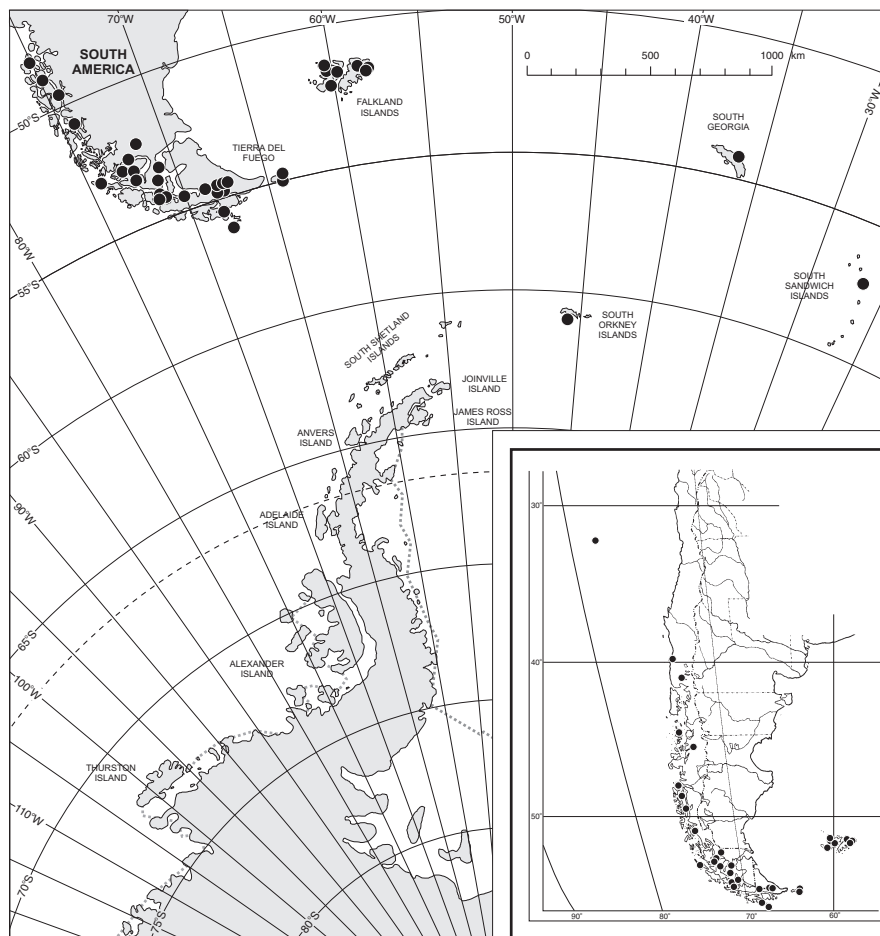 70°W
60°W
50°W
40°W
SOUTH
AMERICA
0 500 1000 km
30°W
FALKLAND
ISLANDS
50°S
SOUTH
GEORGIA
TIERRA DEL
FUEGO
80°W
55°S
SOUTH
SANDWICH
ISLANDS
SOUTH
ORKNEY
ISLANDS
SOUTH SHETLAND
ISLANDS
JOINVILLE
ISLAND
JAMES ROSS
ISLAND
ANVERS
ISLAND
60°S
90°W
ADELAIDE
ISLAND
65°S
100°W
ALEXANDER
ISLAND
THURSTON
ISLAND
110°W
70°S
75°S
80°S
30°
40°
50°
90°
80°
70°
60°